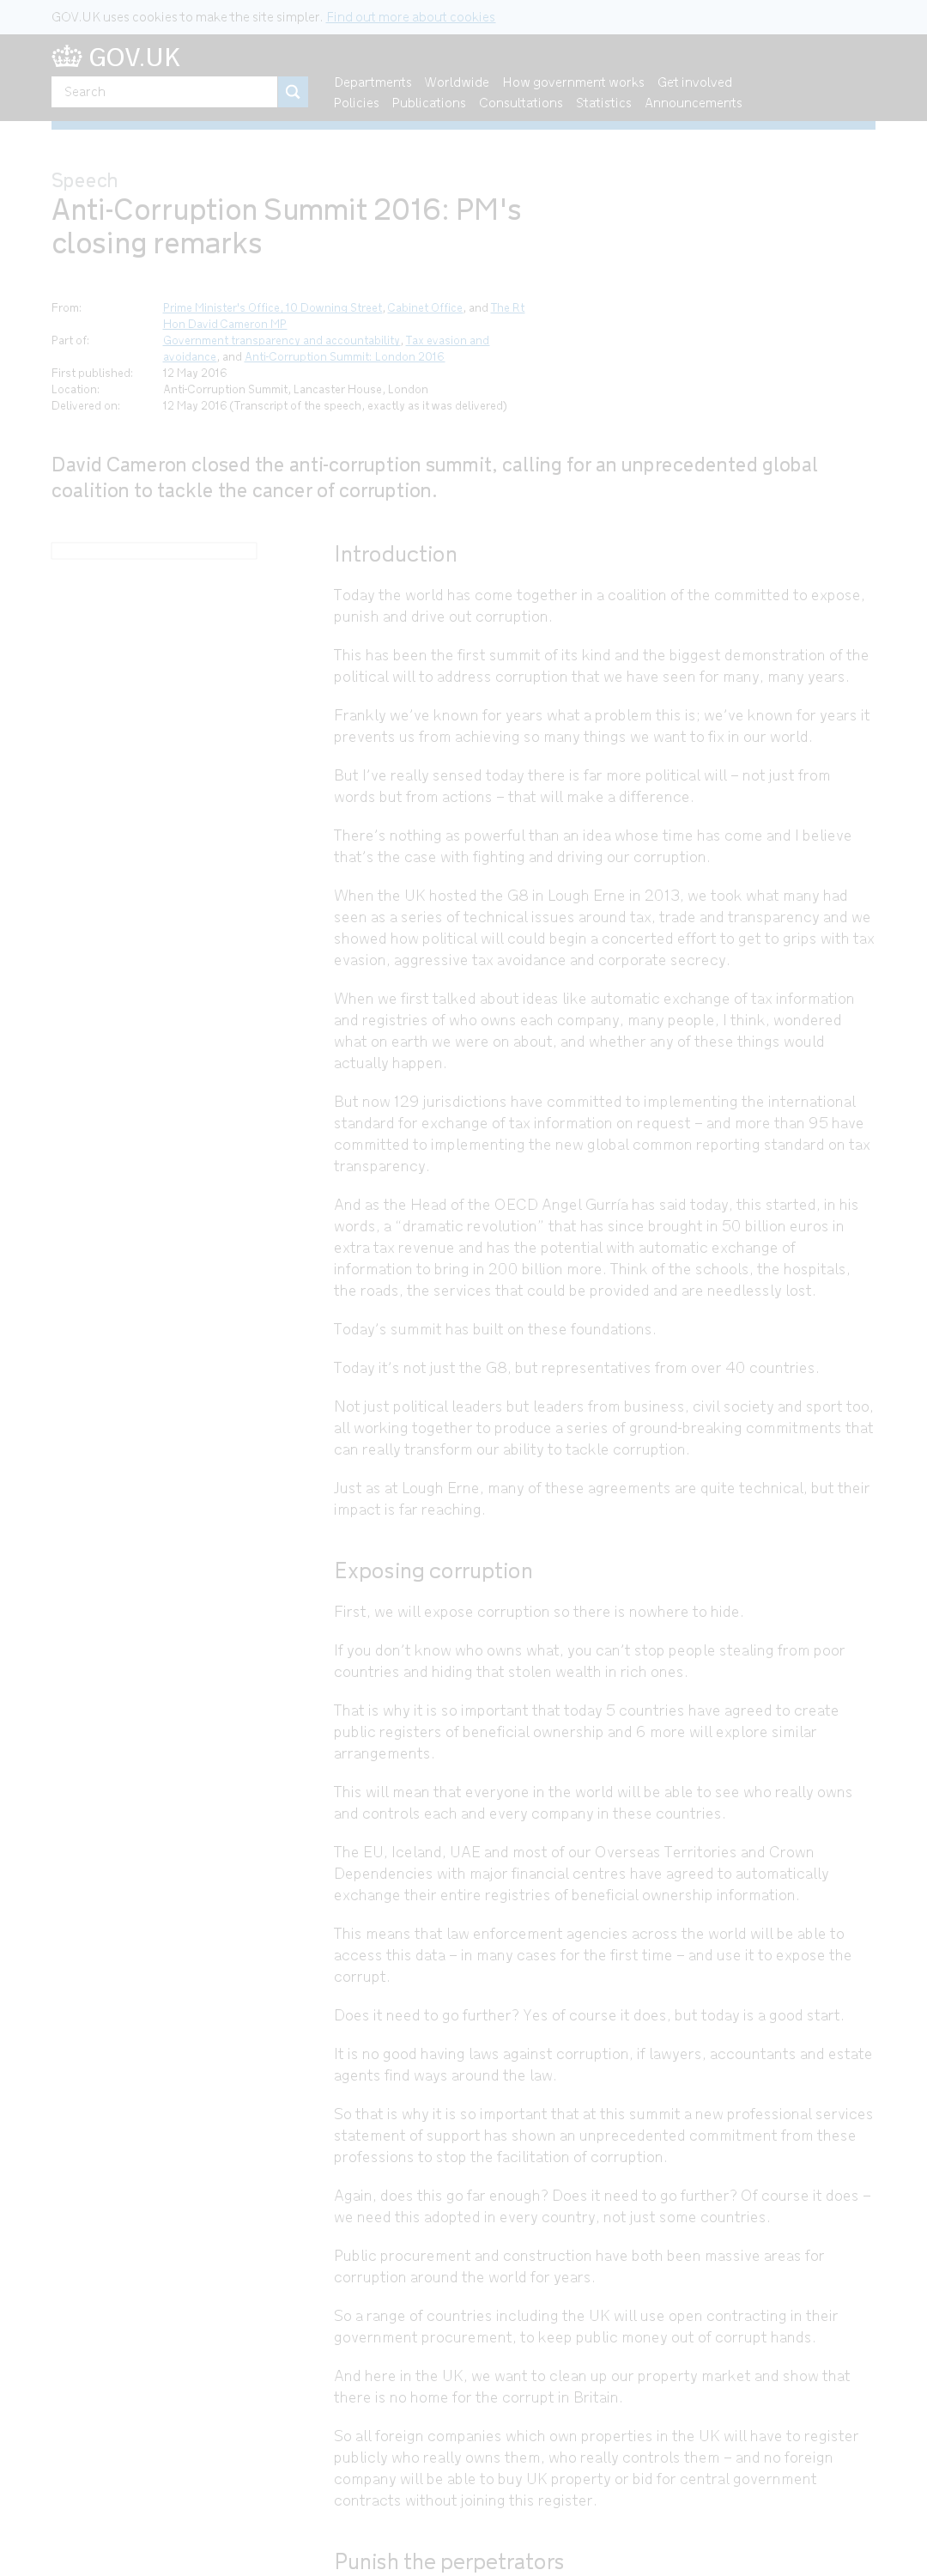 GOV.UK uses cookies to make the site simpler. Find out more about cookies
GOV.UK
Search
Departments Worldwide How government works Get involved
Policies Publications Consultations Statistics Announcements
Speech
Anti-Corruption Summit 2016: PM's
closing remarks
From: Prime Minister's Office, 10 Downing Street, Cabinet Office, and The Rt
Hon David Cameron MP
Part of: Government transparency and accountability, Tax evasion and
avoidance, and Anti-Corruption Summit: London 2016
First published: 12 May 2016
Location: Anti-Corruption Summit, Lancaster House, London
Delivered on: 12 May 2016 (Transcript of the speech, exactly as it was delivered)
David Cameron closed the anti-corruption summit, calling for an unprecedented global
coalition to tackle the cancer of corruption.
Introduction
Today the world has come together in a coalition of the committed to expose,
punish and drive out corruption.
This has been the first summit of its kind and the biggest demonstration of the
political will to address corruption that we have seen for many, many years.
Frankly we've known for years what a problem this is; we've known for years it
prevents us from achieving so many things we want to fix in our world.
But I've really sensed today there is far more political will – not just from
words but from actions – that will make a difference.
There's nothing as powerful than an idea whose time has come and I believe
that's the case with fighting and driving our corruption.
When the UK hosted the G8 in Lough Erne in 2013, we took what many had
seen as a series of technical issues around tax, trade and transparency and we
showed how political will could begin a concerted effort to get to grips with tax
evasion, aggressive tax avoidance and corporate secrecy.
When we first talked about ideas like automatic exchange of tax information
and registries of who owns each company, many people, I think, wondered
what on earth we were on about, and whether any of these things would
actually happen.
But now 129 jurisdictions have committed to implementing the international
standard for exchange of tax information on request – and more than 95 have
committed to implementing the new global common reporting standard on tax
transparency.
And as the Head of the OECD Angel Gurría has said today, this started, in his
words, a “dramatic revolution” that has since brought in 50 billion euros in
extra tax revenue and has the potential with automatic exchange of
information to bring in 200 billion more. Think of the schools, the hospitals,
the roads, the services that could be provided and are needlessly lost.
Today's summit has built on these foundations.
Today it's not just the G8, but representatives from over 40 countries.
Not just political leaders but leaders from business, civil society and sport too,
all working together to produce a series of ground-breaking commitments that
can really transform our ability to tackle corruption.
Just as at Lough Erne, many of these agreements are quite technical, but their
impact is far reaching.
Exposing corruption
First, we will expose corruption so there is nowhere to hide.
If you don't know who owns what, you can't stop people stealing from poor
countries and hiding that stolen wealth in rich ones.
That is why it is so important that today 5 countries have agreed to create
public registers of beneficial ownership and 6 more will explore similar
arrangements.
This will mean that everyone in the world will be able to see who really owns
and controls each and every company in these countries.
The EU, Iceland, UAE and most of our Overseas Territories and Crown
Dependencies with major financial centres have agreed to automatically
exchange their entire registries of beneficial ownership information.
This means that law enforcement agencies across the world will be able to
access this data – in many cases for the first time – and use it to expose the
corrupt.
Does it need to go further? Yes of course it does, but today is a good start.
It is no good having laws against corruption, if lawyers, accountants and estate
agents find ways around the law.
So that is why it is so important that at this summit a new professional services
statement of support has shown an unprecedented commitment from these
professions to stop the facilitation of corruption.
Again, does this go far enough? Does it need to go further? Of course it does –
we need this adopted in every country, not just some countries.
Public procurement and construction have both been massive areas for
corruption around the world for years.
So a range of countries including the UK will use open contracting in their
government procurement, to keep public money out of corrupt hands.
And here in the UK, we want to clean up our property market and show that
there is no home for the corrupt in Britain.
So all foreign companies which own properties in the UK will have to register
publicly who really owns them, who really controls them – and no foreign
company will be able to buy UK property or bid for central government
contracts without joining this register.
Punish the perpetrators